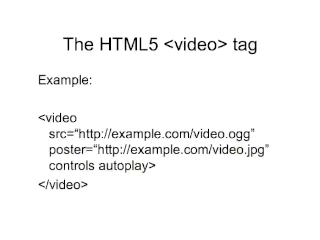 The HTML5 <video> tag
Example:
<video
src=“http://example.com/video.ogg”
poster=“http://example.com/video.jpg”
controls autoplay>
</video>